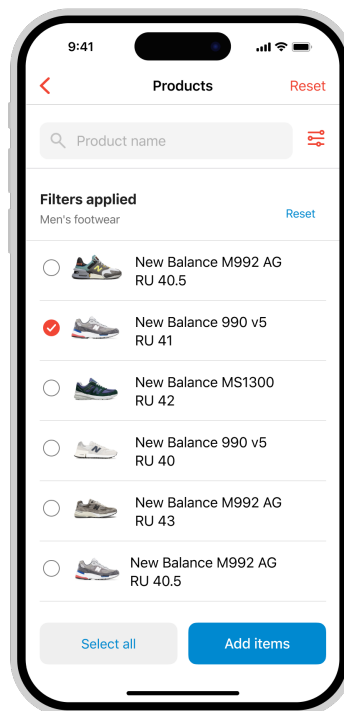 9:41
Products
Reset
Product name
Filters applied
Men's footwear
Reset
New Balance M992 AG
RU 40.5
New Balance 990 v5
RU 41
New Balance MS1300
RU 42
New Balance 990 v5
RU 40
New Balance M992 AG
RU 43
New Balance M992 AG
RU 40.5
Select all
Add items